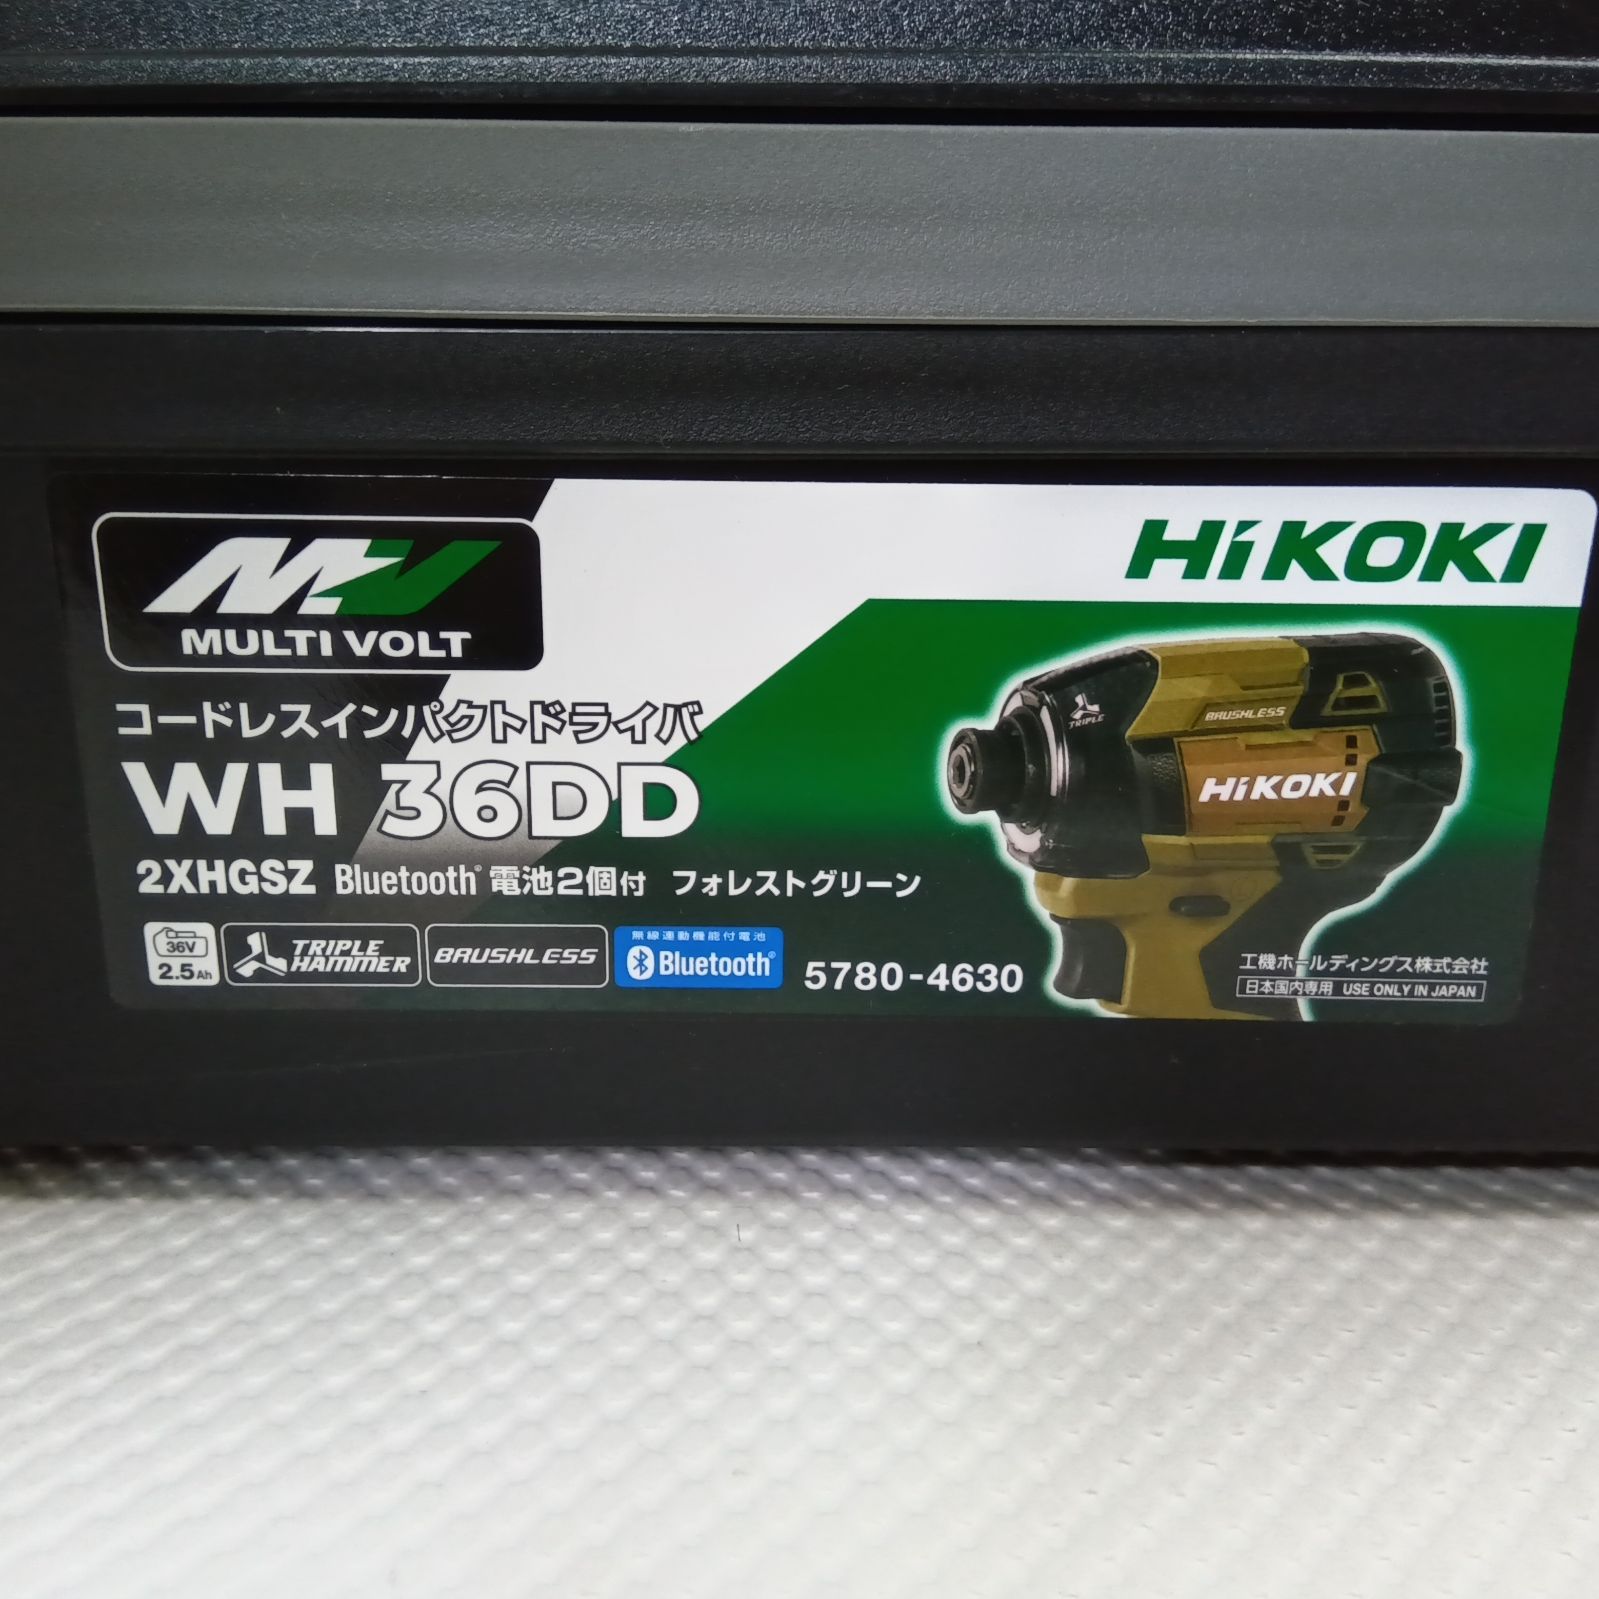 MV
MULTI VOLT
HiKOKI
コードレスインパクトドライバ
WH 36DD
2XHGSZ Bluetooth® 電池2個付 フォレストグリーン
36V
2.5Ah
TRIPLE
HAMMER
BRUSHLESS
無線連動機能付電池
Bluetooth®
5780-4630
TRIPLE
BRUSHLESS
HiKOKI
工機ホールディングス株式会社
日本国内専用 USE ONLY IN JAPAN